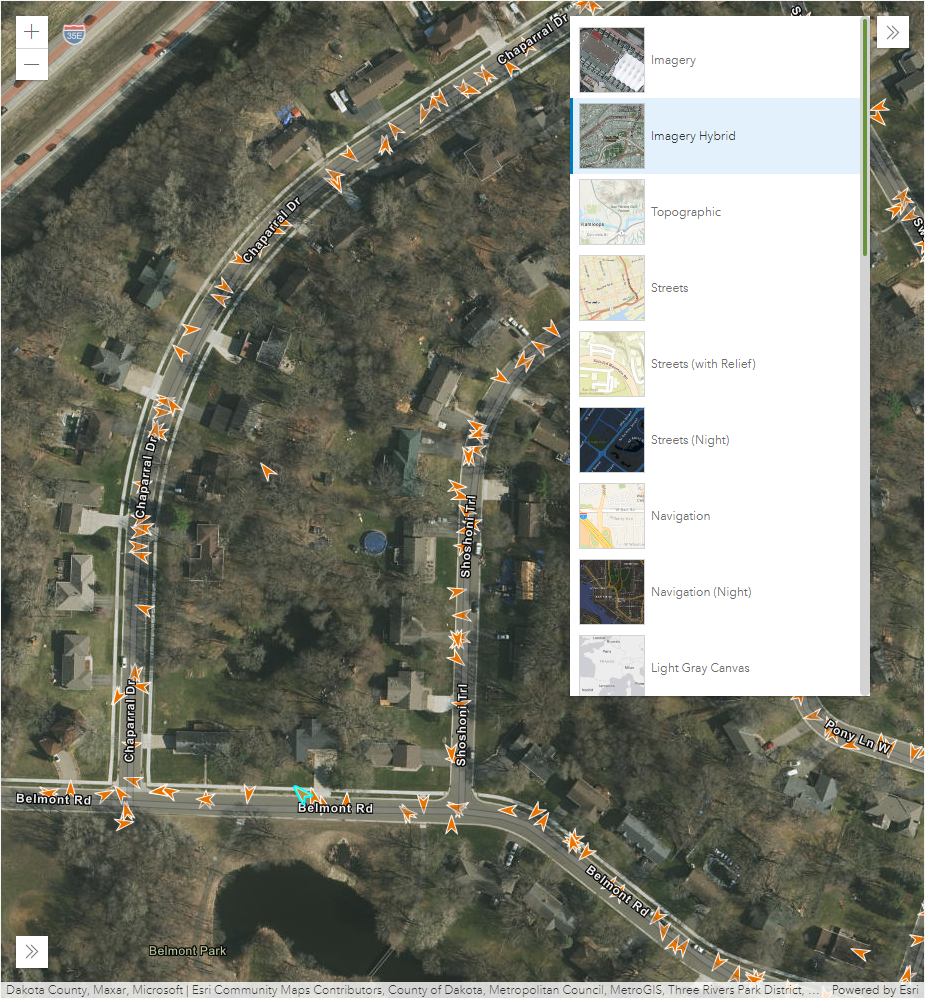 +
35E
—
Chaparral Dr
Imagery
Imagery Hybrid
Topographic
Chaparral Dr
Streets
Streets (with Relief)
Streets (Night)
Chaparral Dr
Navigation
Shoshoni Trl
Navigation (Night)
Light Gray Canvas
Chaparral Dr
Shoshoni Trl
Pony Ln W
Belmont Rd
Belmont Rd
Belmont Rd
Belmont Park
Dakota County, Maxar, Microsoft | Esri Community Maps Contributors, County of Dakota, Metropolitan Council, MetroGIS, Three Rivers Park District, ... Powered by Esri